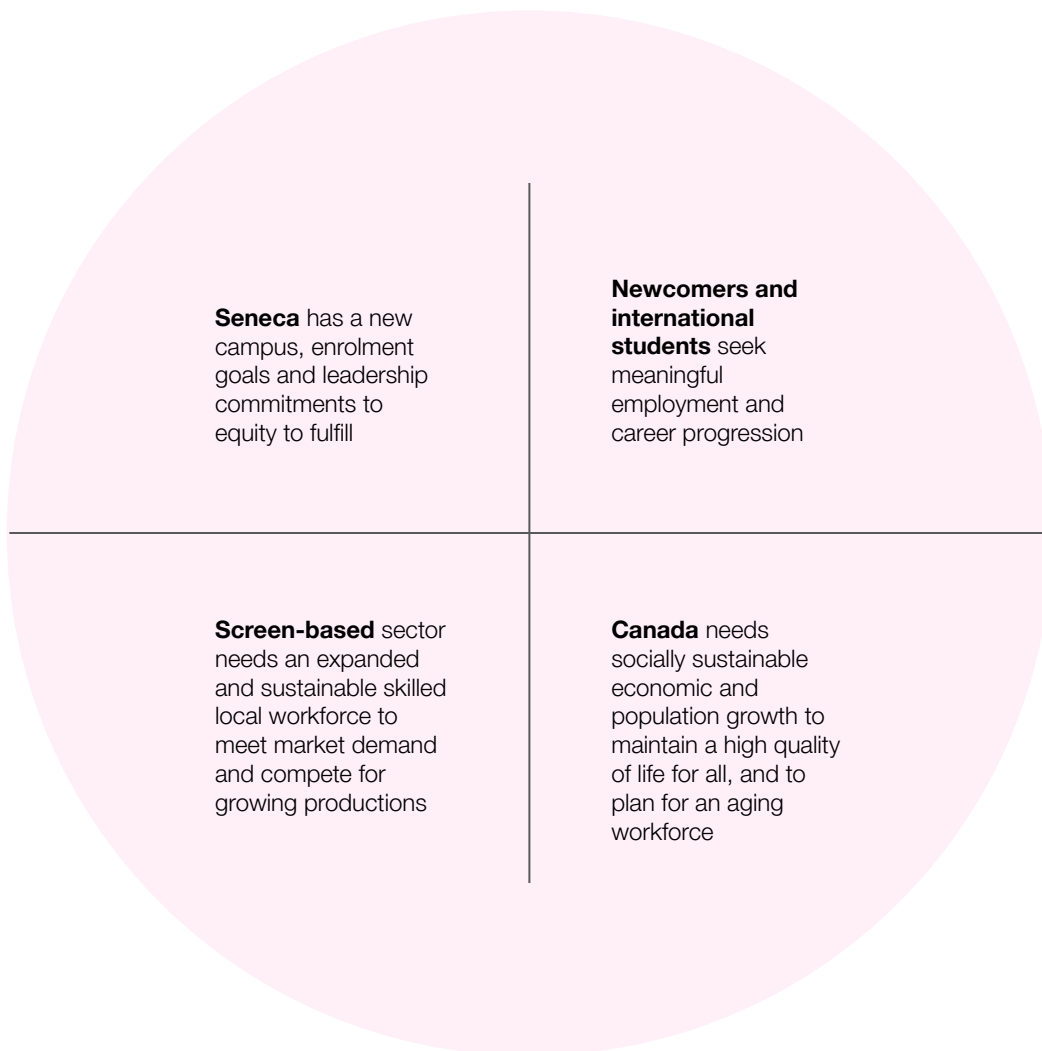 Seneca has a new
campus, enrolment
goals and leadership
commitments to
equity to fulfill
Newcomers and
international
students seek
meaningful
employment and
career progression
Screen-based sector
needs an expanded
and sustainable skilled
local workforce to
meet market demand
and compete for
growing productions
Canada needs
socially sustainable
economic and
population growth to
maintain a high quality
of life for all, and to
plan for an aging
workforce